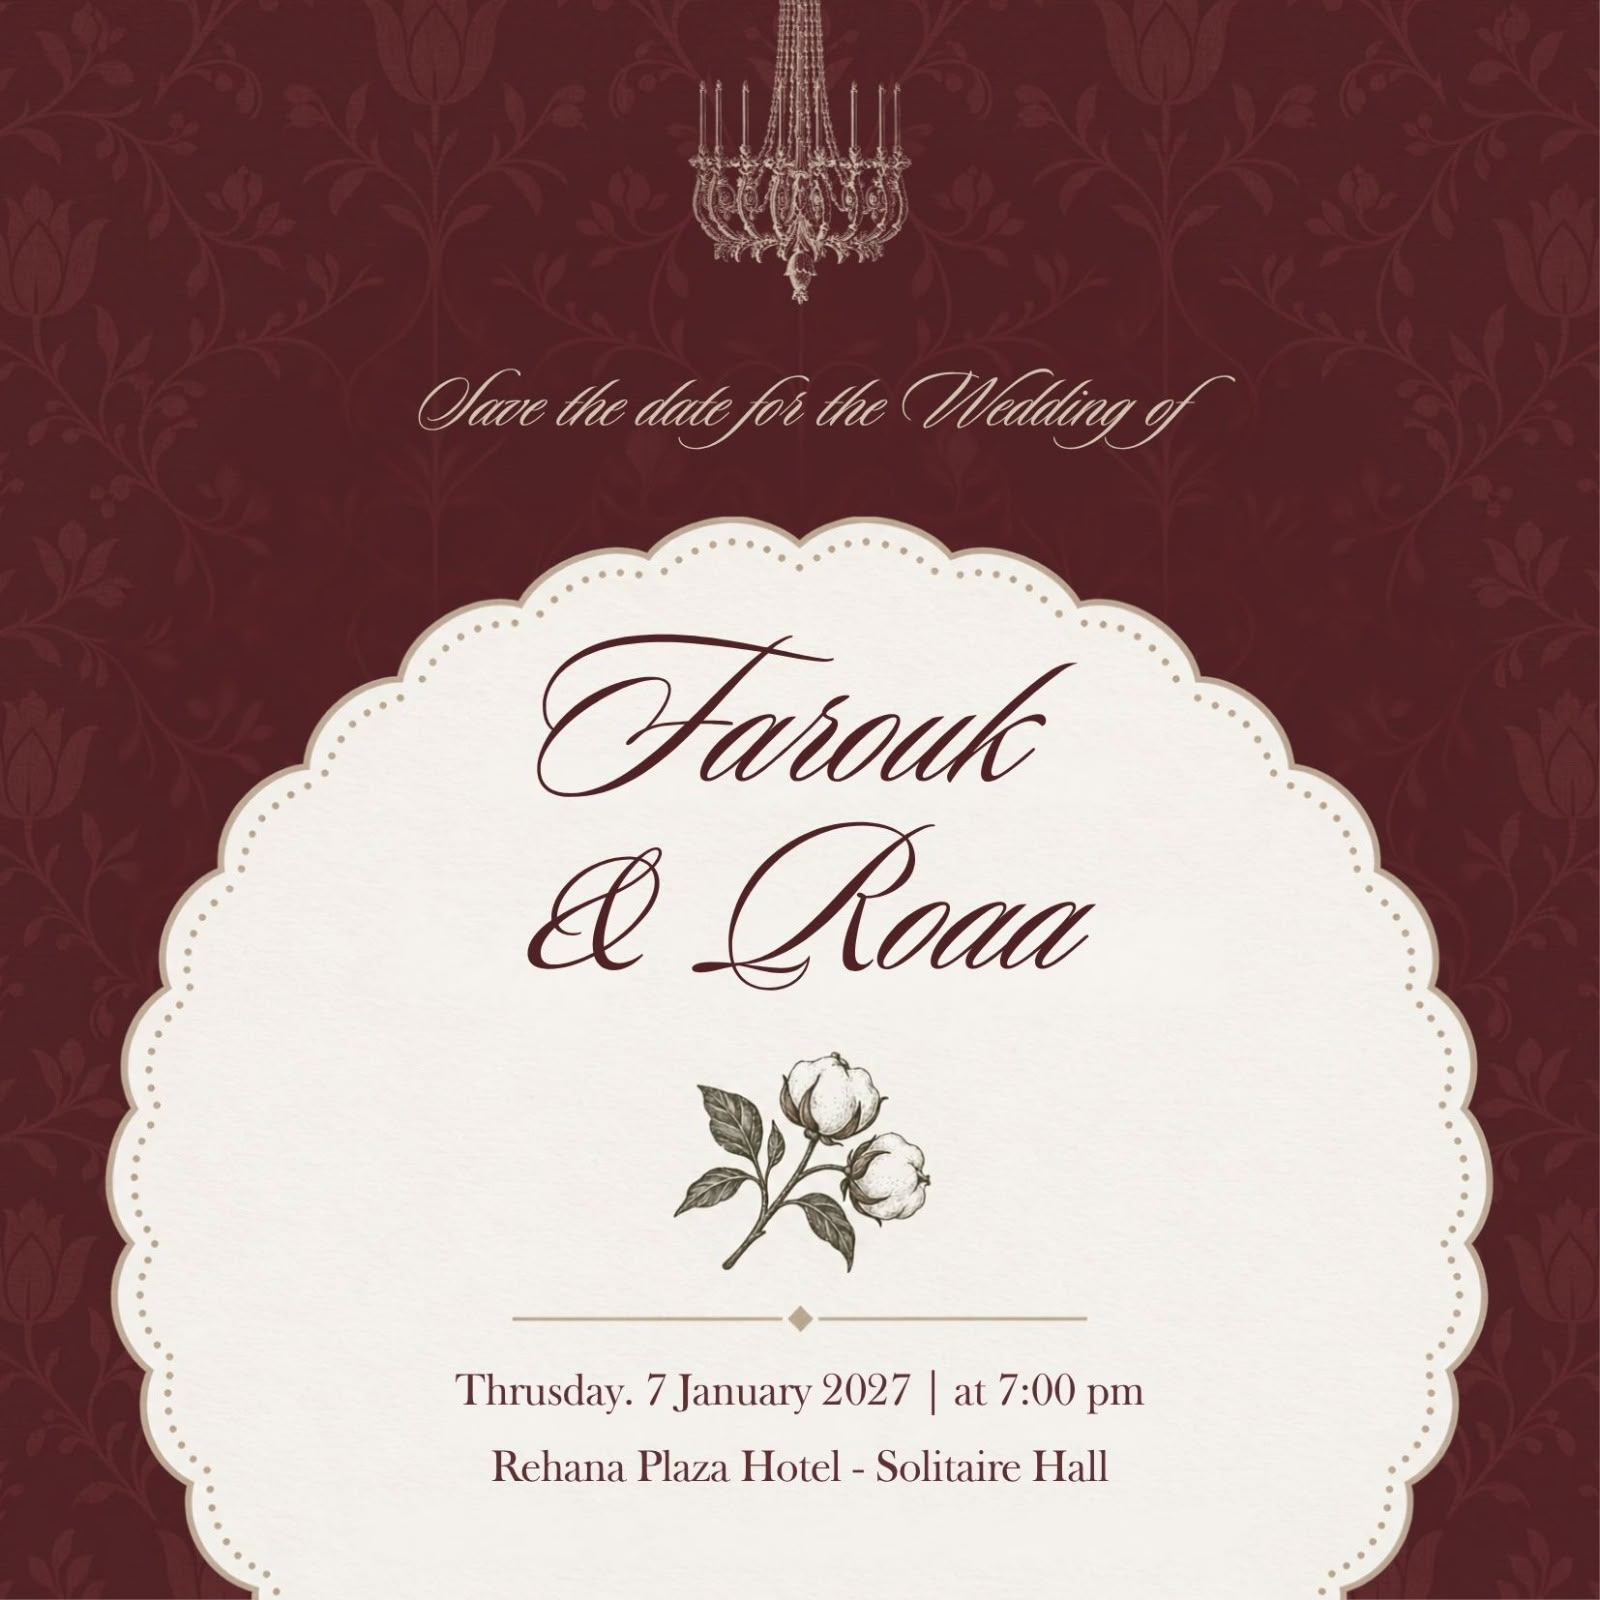 Save the date for the Wedding of
Farouk
& Roaa
Thrusday. 7 January 2027 | at 7:00 pm
Rehana Plaza Hotel - Solitaire Hall